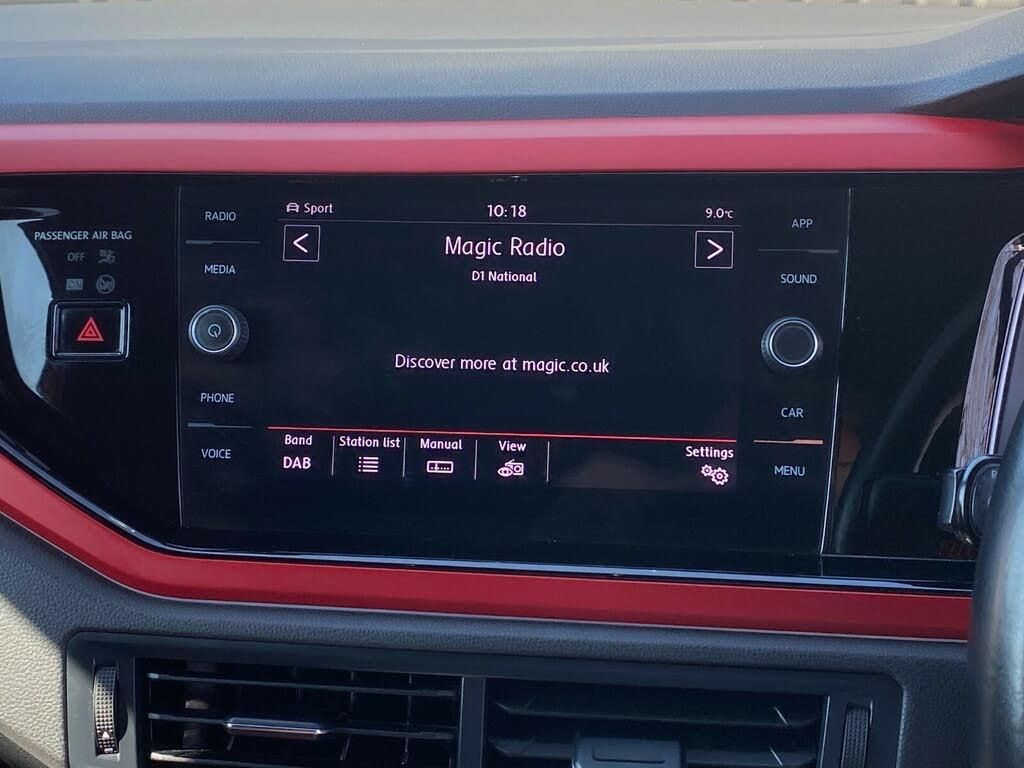 PASSENGER AIR BAG
OFF
ON
RADIO
MEDIA
PHONE
VOICE
Sport
10:18
9.0°C
<
Magic Radio
>
D1 National
Discover more at magic.co.uk
Band
DAB
Station list
Manual
View
Settings
APP
SOUND
CAR
MENU